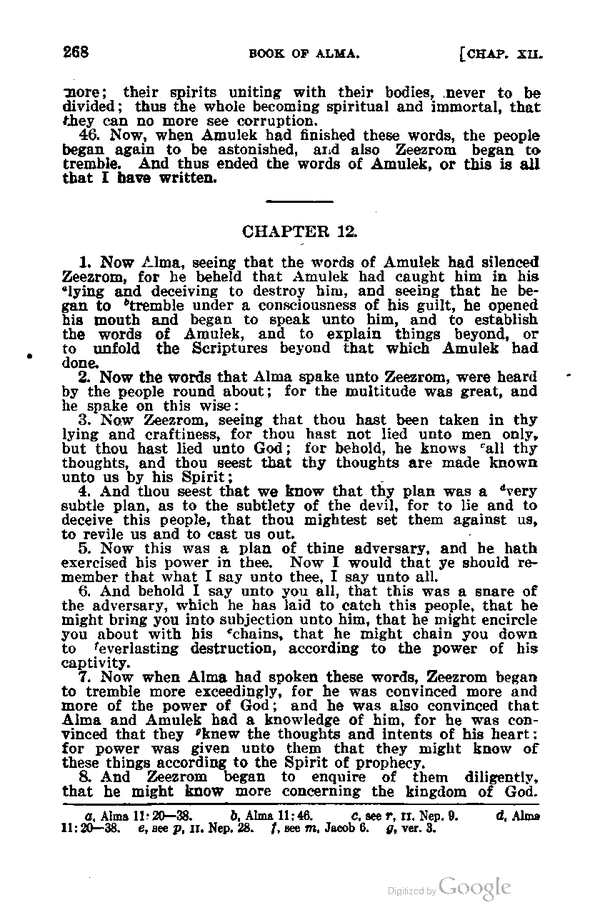 268 BOOK OF ALMA. [CHAP. XII.
more; their spirits uniting with their bodies, never to be
divided; thus the whole becoming spiritual and immortal, that
they can no more see corruption.
46. Now, when Amulek had finished these words, the people
began again to be astonished, and also Zeezrom began to
tremble. And thus ended the words of Amulek, or this is all
that I have written.
CHAPTER 12.
1. Now Alma, seeing that the words of Amulek had silenced
Zeezrom, for he beheld that Amulek had caught him in his
ᵃlying and deceiving to destroy him, and seeing that he be-
gan to ᵇtremble under a consciousness of his guilt, he opened
his mouth and began to speak unto him, and to establish
the words of Amulek, and to explain things beyond, or
to unfold the Scriptures beyond that which Amulek had
done.
2. Now the words that Alma spake unto Zeezrom, were heard
by the people round about; for the multitude was great, and
he spake on this wise:
3. Now Zeezrom, seeing that thou hast been taken in thy
lying and craftiness, for thou hast not lied unto men only,
but thou hast lied unto God; for behold, he knows ᶜall thy
thoughts, and thou seest that thy thoughts are made known
unto us by his Spirit;
4. And thou seest that we know that thy plan was a ᵈvery
subtle plan, as to the subtlety of the devil, for to lie and to
deceive this people, that thou mightest set them against us,
to revile us and to cast us out.
5. Now this was a plan of thine adversary, and he hath
exercised his power in thee. Now I would that ye should re-
member that what I say unto thee, I say unto all.
6. And behold I say unto you all, that this was a snare of
the adversary, which he has laid to catch this people, that he
might bring you into subjection unto him, that he might encircle
you about with his ᵉchains, that he might chain you down
to ᶠeverlasting destruction, according to the power of his
captivity.
7. Now when Alma had spoken these words, Zeezrom began
to tremble more exceedingly, for he was convinced more and
more of the power of God; and he was also convinced that
Alma and Amulek had a knowledge of him, for he was con-
vinced that they ᵍknew the thoughts and intents of his heart:
for power was given unto them that they might know of
these things according to the Spirit of prophecy.
8. And Zeezrom began to enquire of them diligently,
that he might know more concerning the kingdom of God.
a, Alma 11:20—38. b, Alma 11:46. c, see r, II. Nep. 9. d, Alma
11:20—38. e, see p, II. Nep. 28. f, see m, Jacob 6. g, ver. 3.
Digitized by Google